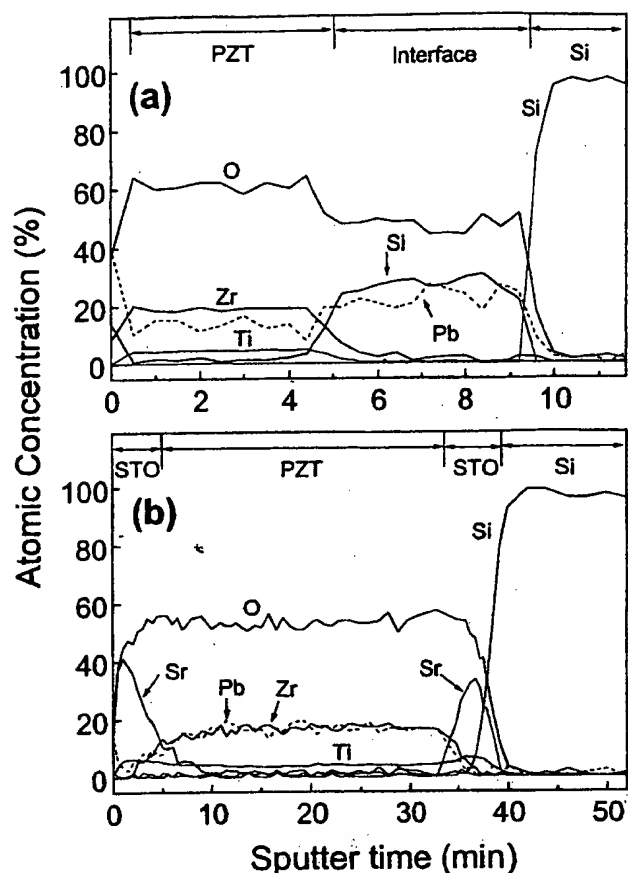 PZT Interface Si
100
(a)
Si
80
O
60
Si
40
Zr
20
Ti
Pb
0
0 2 4 6 8 10
Atomic Concentration (%)
STO PZT STO Si
100
(b)
Si
80
O
60
Sr
Sr
40
Pb Zr
20
Ti
0
0 10 20 30 40 50
Sputter time (min)